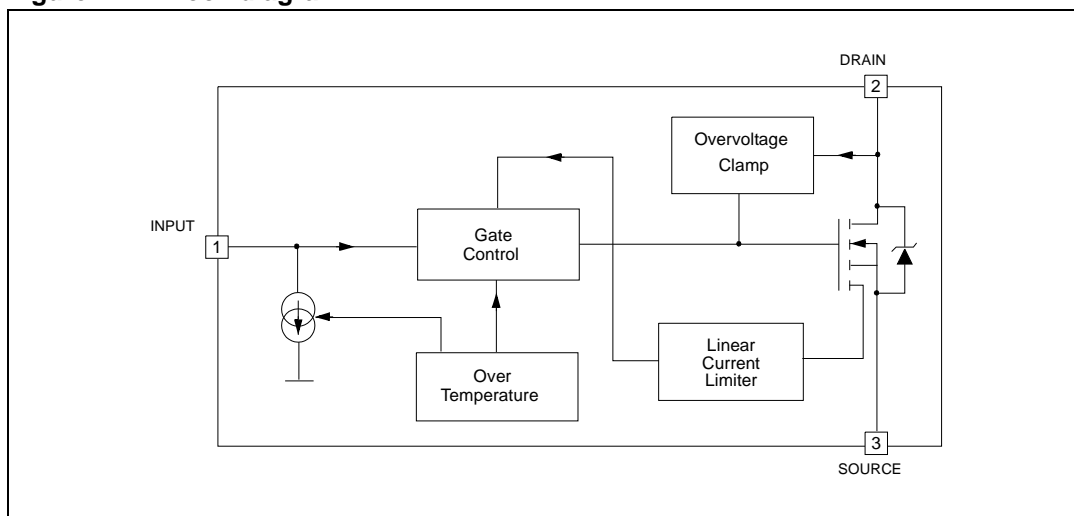 DRAIN
2
Overvoltage
Clamp
INPUT
1
Gate
Control
Linear
Current
Limiter
Over
Temperature
3
SOURCE